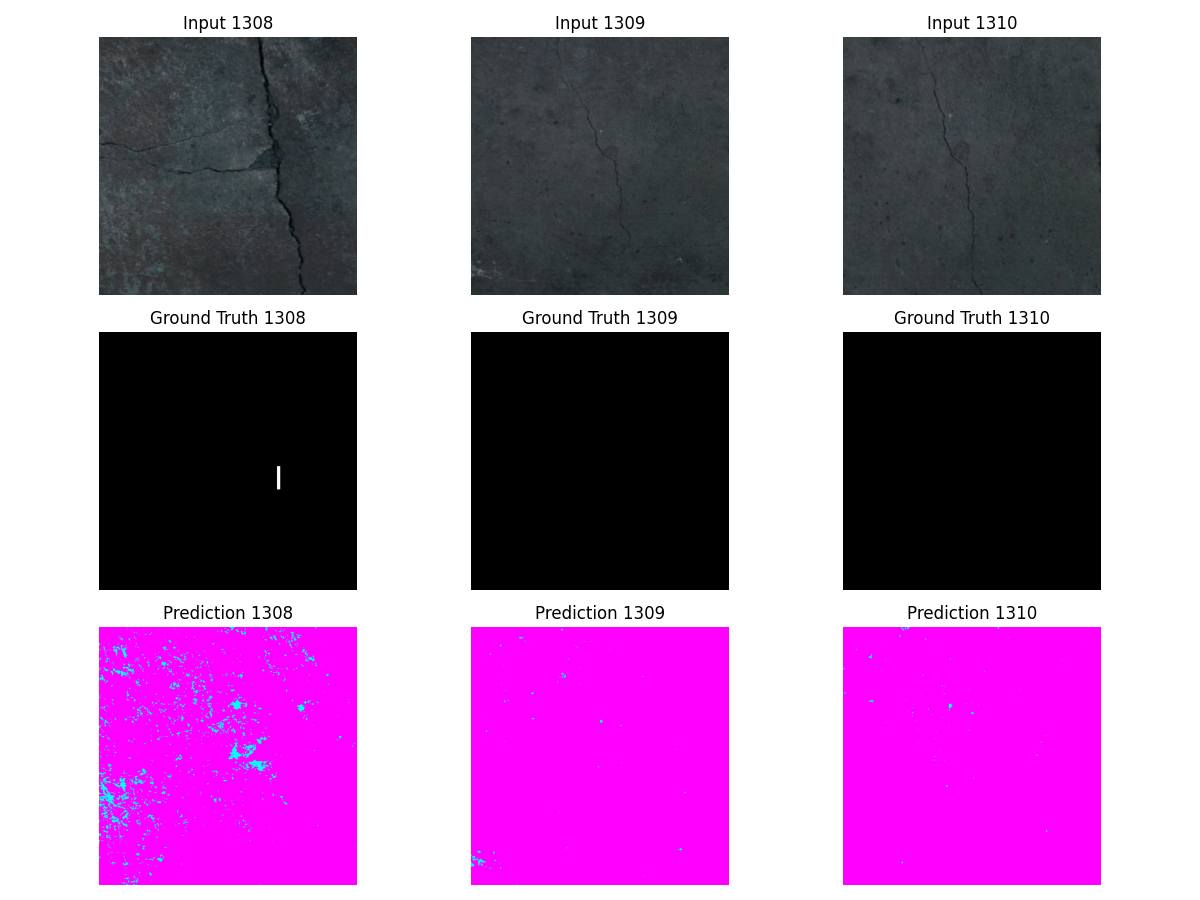 Input 1308
Input 1309
Input 1310
Ground Truth 1308
Ground Truth 1309
Ground Truth 1310
Prediction 1308
Prediction 1309
Prediction 1310